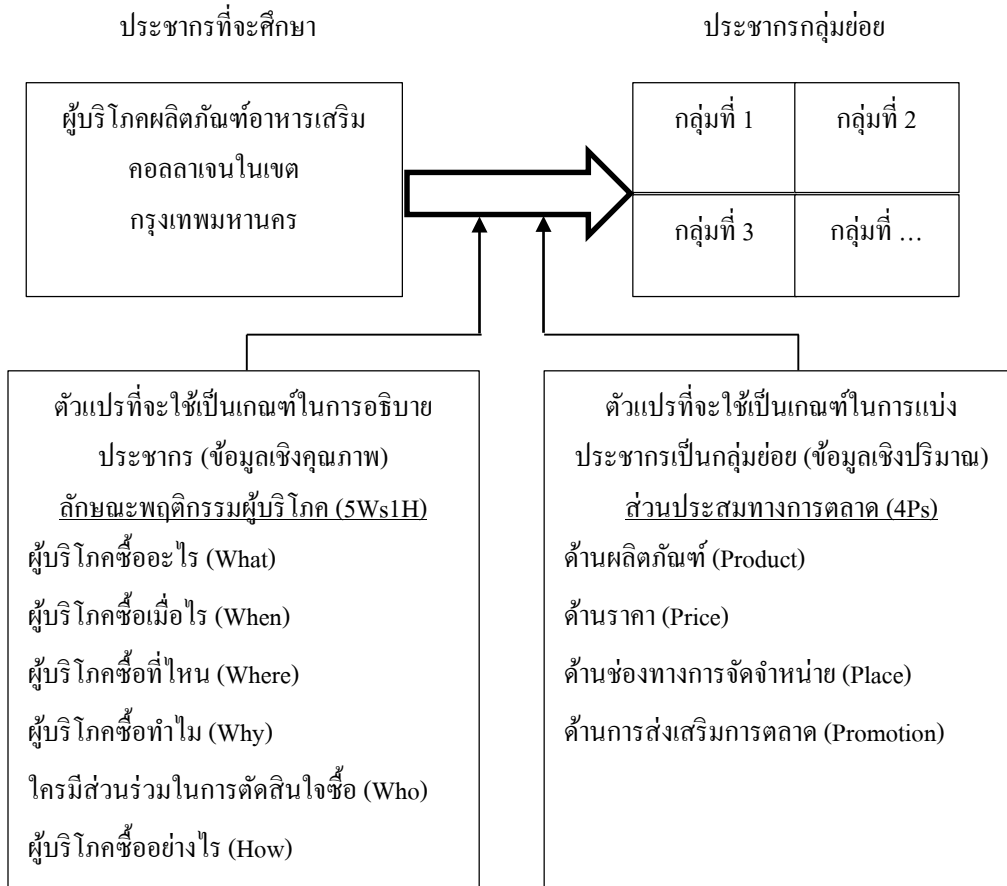 ประชากรที่จะศึกษา
ประชากรกลุ่มย่อย
ผู้บริโภคผลิตภัณฑ์อาหารเสริม
คอลลาเจนในเขต
กรุงเทพมหานคร
กลุ่มที่ 1
กลุ่มที่ 2
กลุ่มที่ 3
กลุ่มที่ …
ตัวแปรที่จะใช้เป็นเกณฑ์ในการอธิบาย
ประชากร (ข้อมูลเชิงคุณภาพ)
ลักษณะพฤติกรรมผู้บริโภค (5Ws1H)
ผู้บริโภคซื้ออะไร (What)
ผู้บริโภคซื้อเมื่อไร (When)
ผู้บริโภคซื้อที่ไหน (Where)
ผู้บริโภคซื้อทำไม (Why)
ใครมีส่วนร่วมในการตัดสินใจซื้อ (Who)
ผู้บริโภคซื้ออย่างไร (How)
ตัวแปรที่จะใช้เป็นเกณฑ์ในการแบ่ง
ประชากรเป็นกลุ่มย่อย (ข้อมูลเชิงปริมาณ)
ส่วนประสมทางการตลาด (4Ps)
ด้านผลิตภัณฑ์ (Product)
ด้านราคา (Price)
ด้านช่องทางการจัดจำหน่าย (Place)
ด้านการส่งเสริมการตลาด (Promotion)